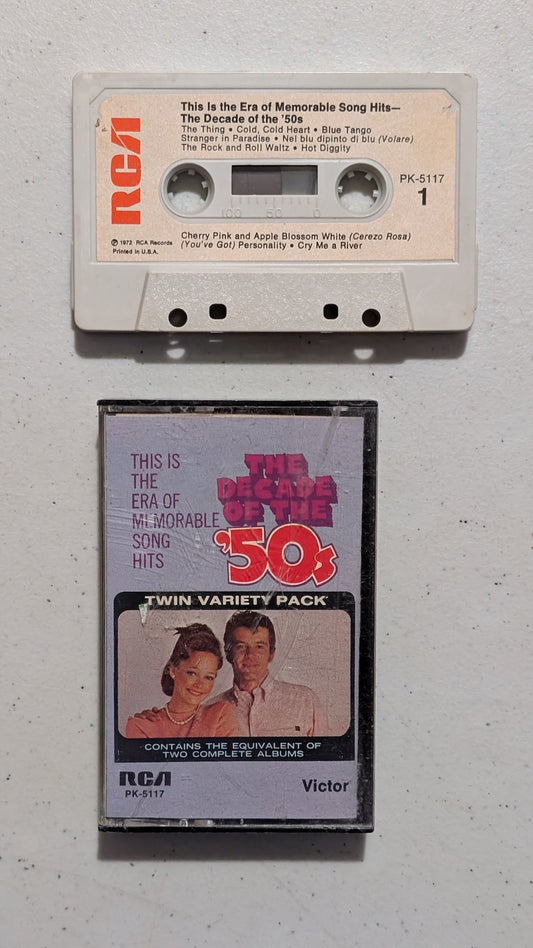 This Is the Era of Memorable Song Hits—
The Decade of the '50s
The Thing • Cold, Cold Heart • Blue Tango
Stranger in Paradise • Nel blu dipinto di blu (Volare)
The Rock and Roll Waltz • Hot Diggity
RCA
PK-5117
1
100 50 0
Cherry Pink and Apple Blossom White (Cerezo Rosa)
(You've Got) Personality • Cry Me a River
℗ 1972 RCA Records
Printed in U.S.A.
THIS IS
THE
ERA OF
MEMORABLE
SONG
HITS
THE
DECADE
OF THE
'50s
TWIN VARIETY PACK
CONTAINS THE EQUIVALENT OF
TWO COMPLETE ALBUMS
RCA
PK-5117
Victor